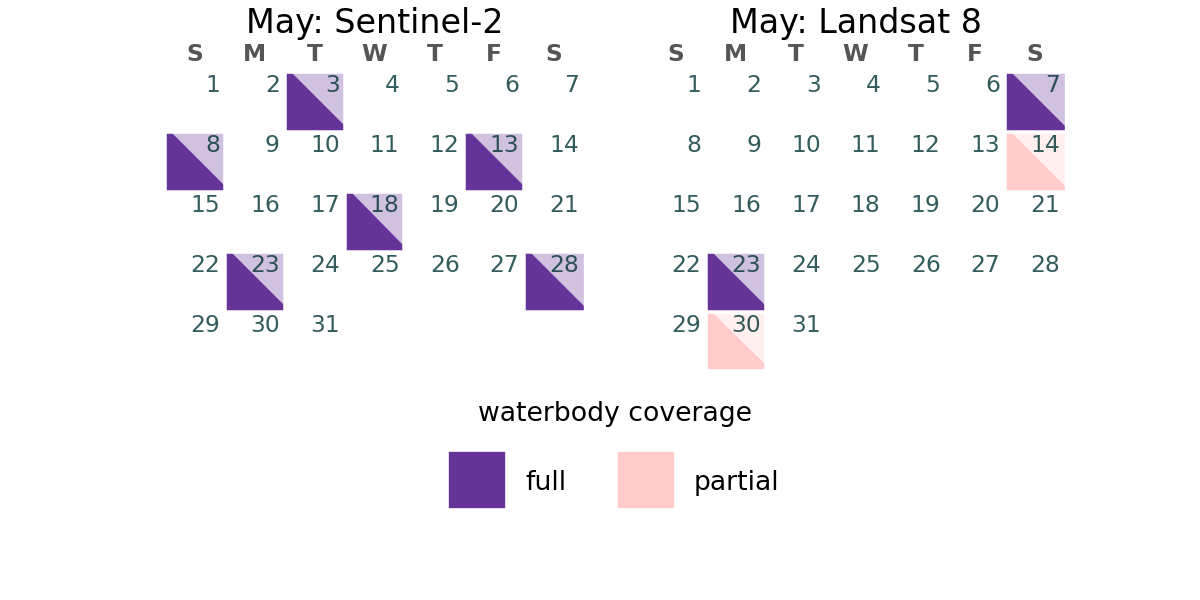 May: Sentinel-2
S M T W T F S
1 2 3 4 5 6 7
8 9 10 11 12 13 14
15 16 17 18 19 20 21
22 23 24 25 26 27 28
29 30 31
May: Landsat 8
S M T W T F S
1 2 3 4 5 6 7
8 9 10 11 12 13 14
15 16 17 18 19 20 21
22 23 24 25 26 27 28
29 30 31
waterbody coverage
full
partial